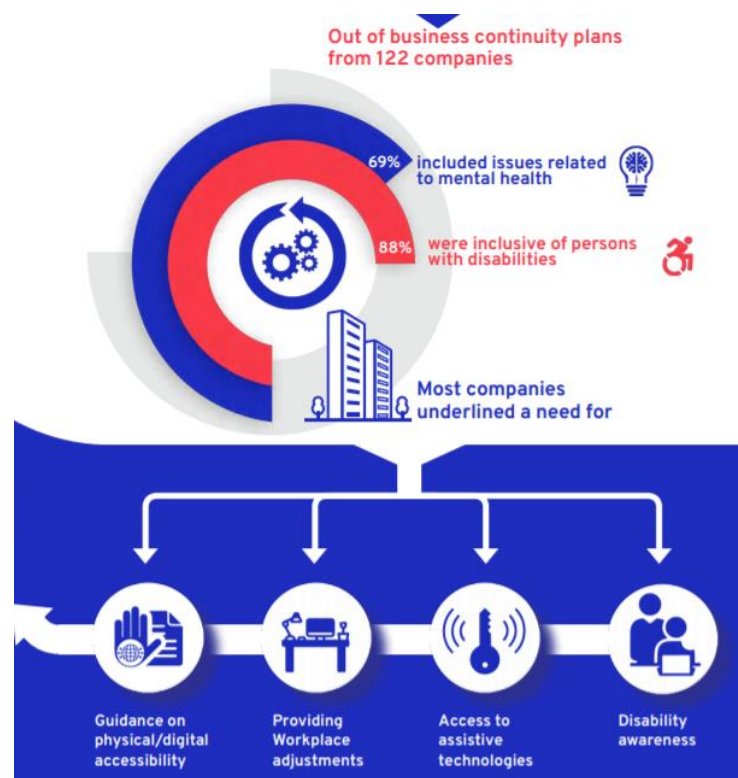 Out of business continuity plans
from 122 companies
69%
included issues related
to mental health
88%
were inclusive of persons
with disabilities
Most companies
underlined a need for
Guidance on
physical/digital
accessibility
Providing
Workplace
adjustments
Access to
assistive
technologies
Disability
awareness